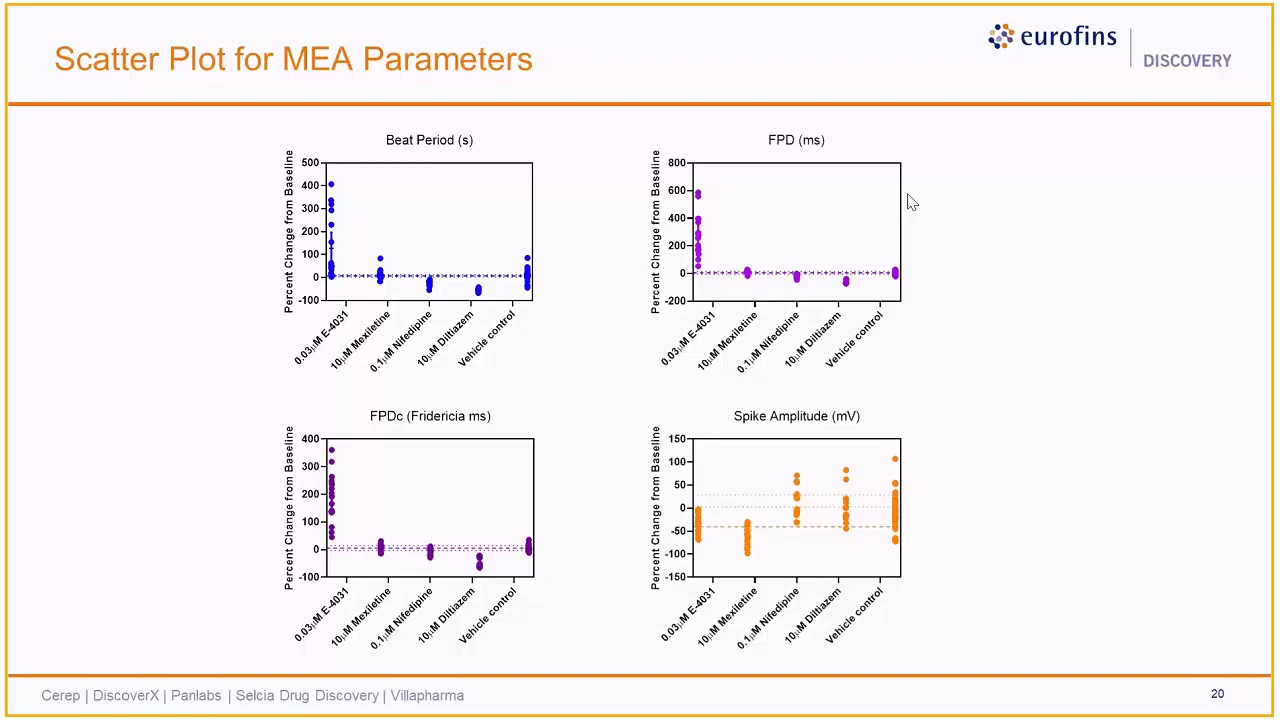 Scatter Plot for MEA Parameters
eurofins
DISCOVERY
Beat Period (s)
Percent Change from Baseline
500
400
300
200
100
0
-100
0.03µM E-4031
10µM Mexiletine
0.1µM Nifedipine
10µM Diltiazem
Vehicle control
FPD (ms)
Percent Change from Baseline
800
600
400
200
0
-200
0.03µM E-4031
10µM Mexiletine
0.1µM Nifedipine
10µM Diltiazem
Vehicle control
FPDc (Fridericia ms)
Percent Change from Baseline
400
300
200
100
0
-100
0.03µM E-4031
10µM Mexiletine
0.1µM Nifedipine
10µM Diltiazem
Vehicle control
Spike Amplitude (mV)
Percent Change from Baseline
150
100
50
0
-50
-100
-150
0.03µM E-4031
10µM Mexiletine
0.1µM Nifedipine
10µM Diltiazem
Vehicle control
Cerep | DiscoverX | Panlabs | Selcia Drug Discovery | Villapharma
20